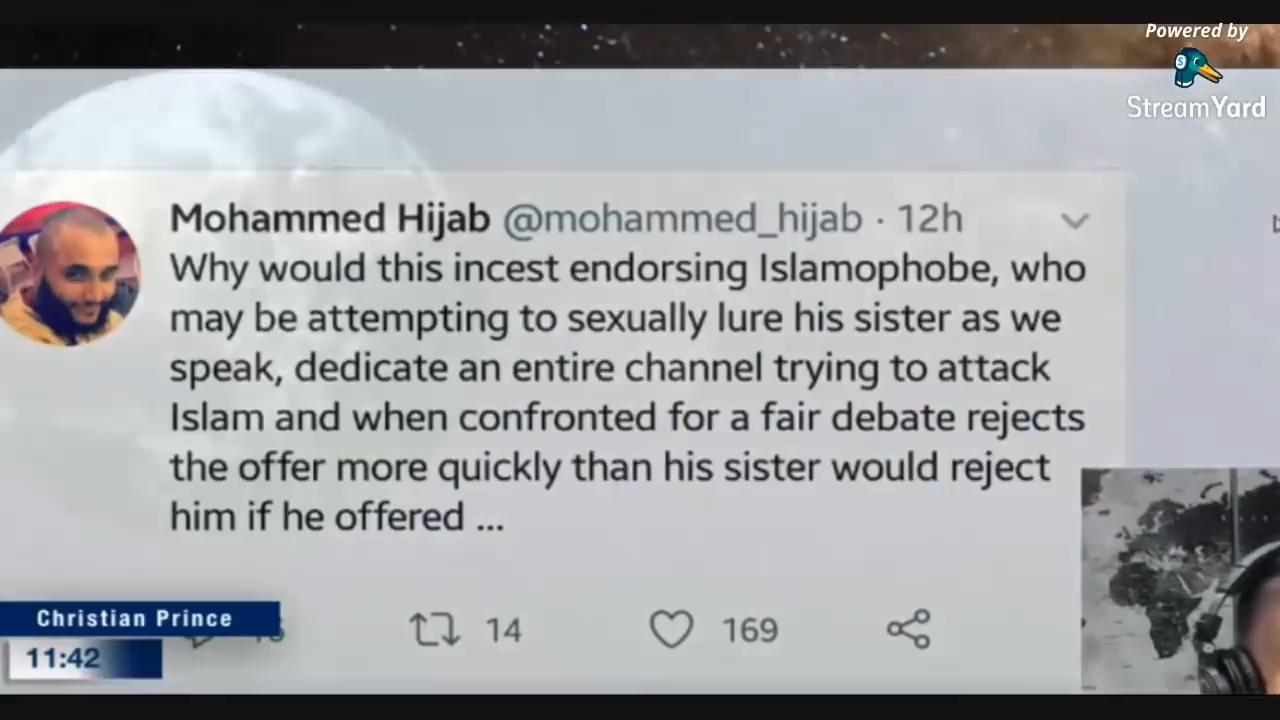 Powered by
StreamYard
Mohammed Hijab @mohammed_hijab · 12h
Why would this incest endorsing Islamophobe, who
may be attempting to sexually lure his sister as we
speak, dedicate an entire channel trying to attack
Islam and when confronted for a fair debate rejects
the offer more quickly than his sister would reject
him if he offered ...
14 169
Christian Prince
11:42